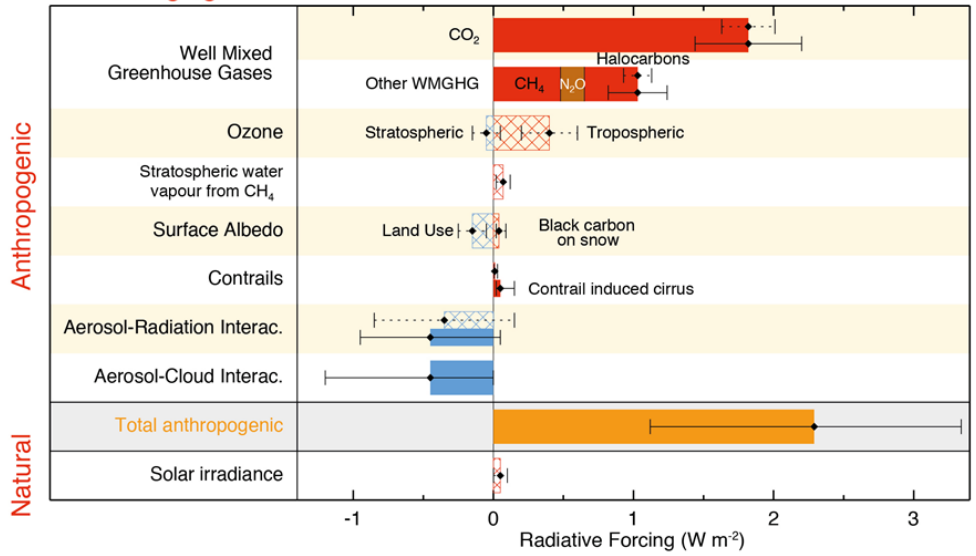 Anthropogenic
Natural
Well Mixed
Greenhouse Gases
CO2
Halocarbons
Other WMGHG
CH4
N2O
Ozone
Stratospheric
Tropospheric
Stratospheric water
vapour from CH4
Surface Albedo
Land Use
Black carbon
on snow
Contrails
Contrail induced cirrus
Aerosol-Radiation Interac.
Aerosol-Cloud Interac.
Total anthropogenic
Solar irradiance
-1 0 1 2 3
Radiative Forcing (W m-2)